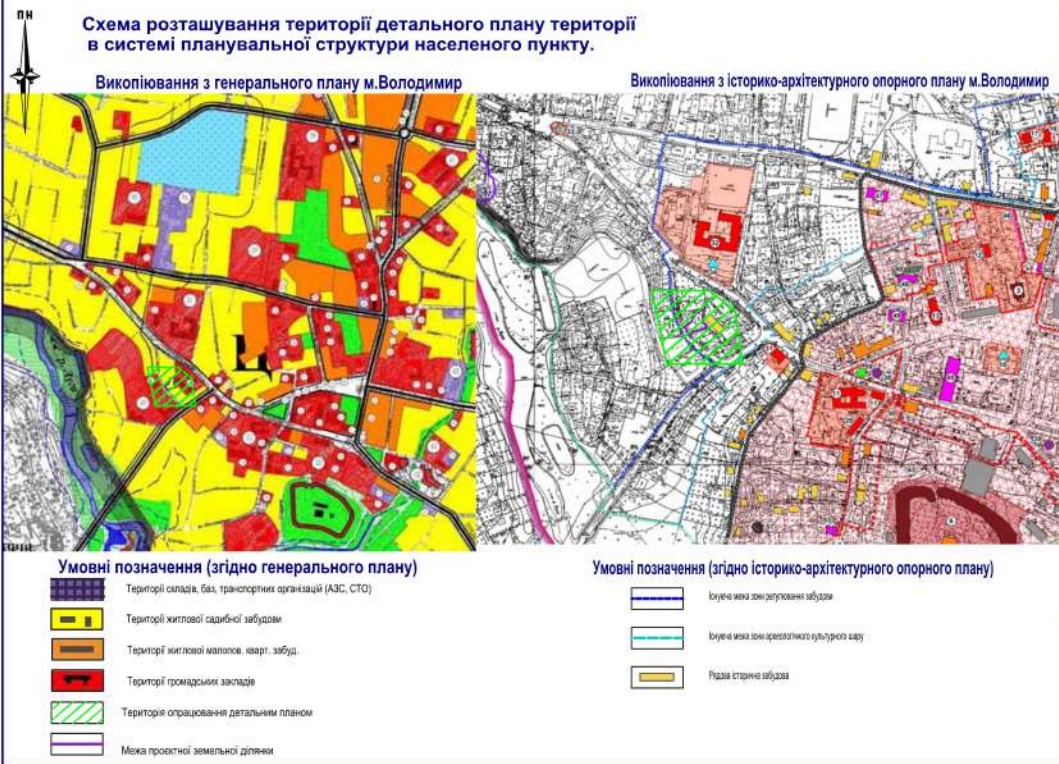 ПН
Схема розташування території детального плану території
в системі планувальної структури населеного пункту.
Викопіювання з генерального плану м.Володимир
Викопіювання з історико-архітектурного опорного плану м.Володимир
Умовні позначення (згідно генерального плану)
Території складів, баз, транспортних організацій (АЗС, СТО)
Території житлової садибної забудови
Території житлової малопов. кварт. забуд.
Території громадських закладів
Територія опрацювання детальним планом
Межа проєктної земельної ділянки
Умовні позначення (згідно історико-архітектурного опорного плану)
Існуюча межа зони регулювання забудови
Існуюча межа зони археологічного культурного шару
Рядова історична забудова